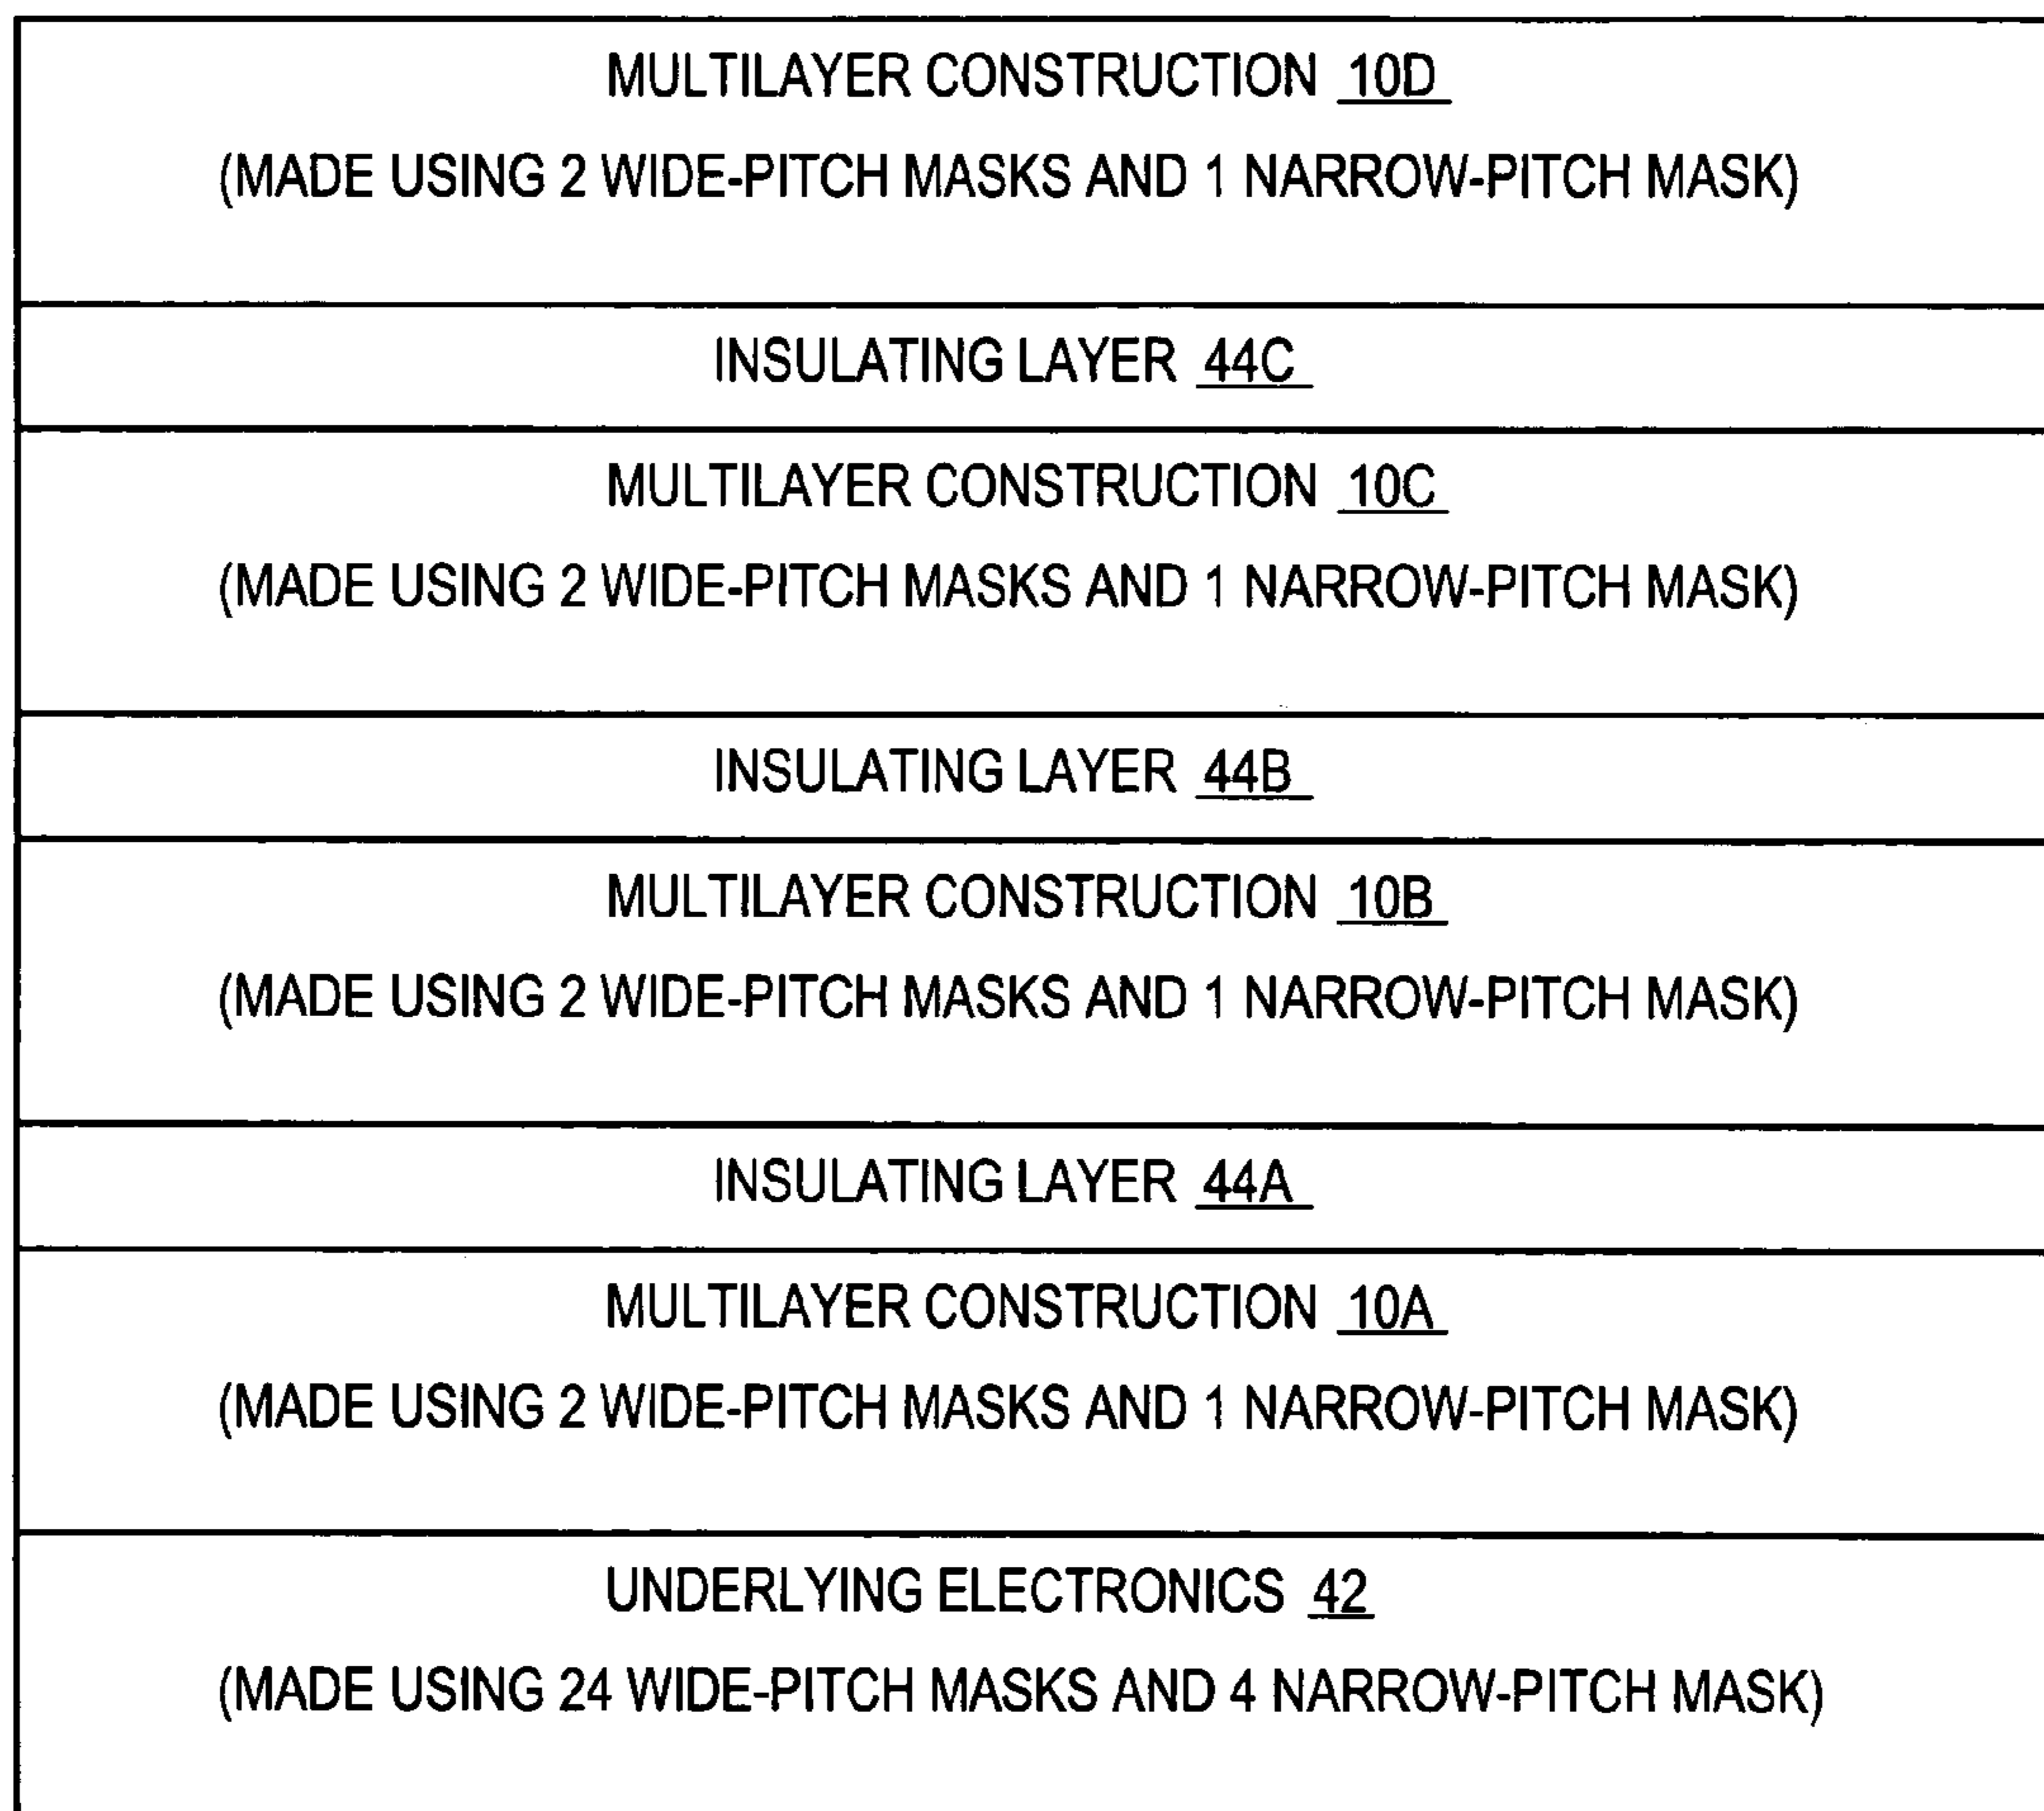 MULTILAYER CONSTRUCTION 10D
(MADE USING 2 WIDE-PITCH MASKS AND 1 NARROW-PITCH MASK)
INSULATING LAYER 44C
MULTILAYER CONSTRUCTION 10C
(MADE USING 2 WIDE-PITCH MASKS AND 1 NARROW-PITCH MASK)
INSULATING LAYER 44B
MULTILAYER CONSTRUCTION 10B
(MADE USING 2 WIDE-PITCH MASKS AND 1 NARROW-PITCH MASK)
INSULATING LAYER 44A
MULTILAYER CONSTRUCTION 10A
(MADE USING 2 WIDE-PITCH MASKS AND 1 NARROW-PITCH MASK)
UNDERLYING ELECTRONICS 42
(MADE USING 24 WIDE-PITCH MASKS AND 4 NARROW-PITCH MASK)